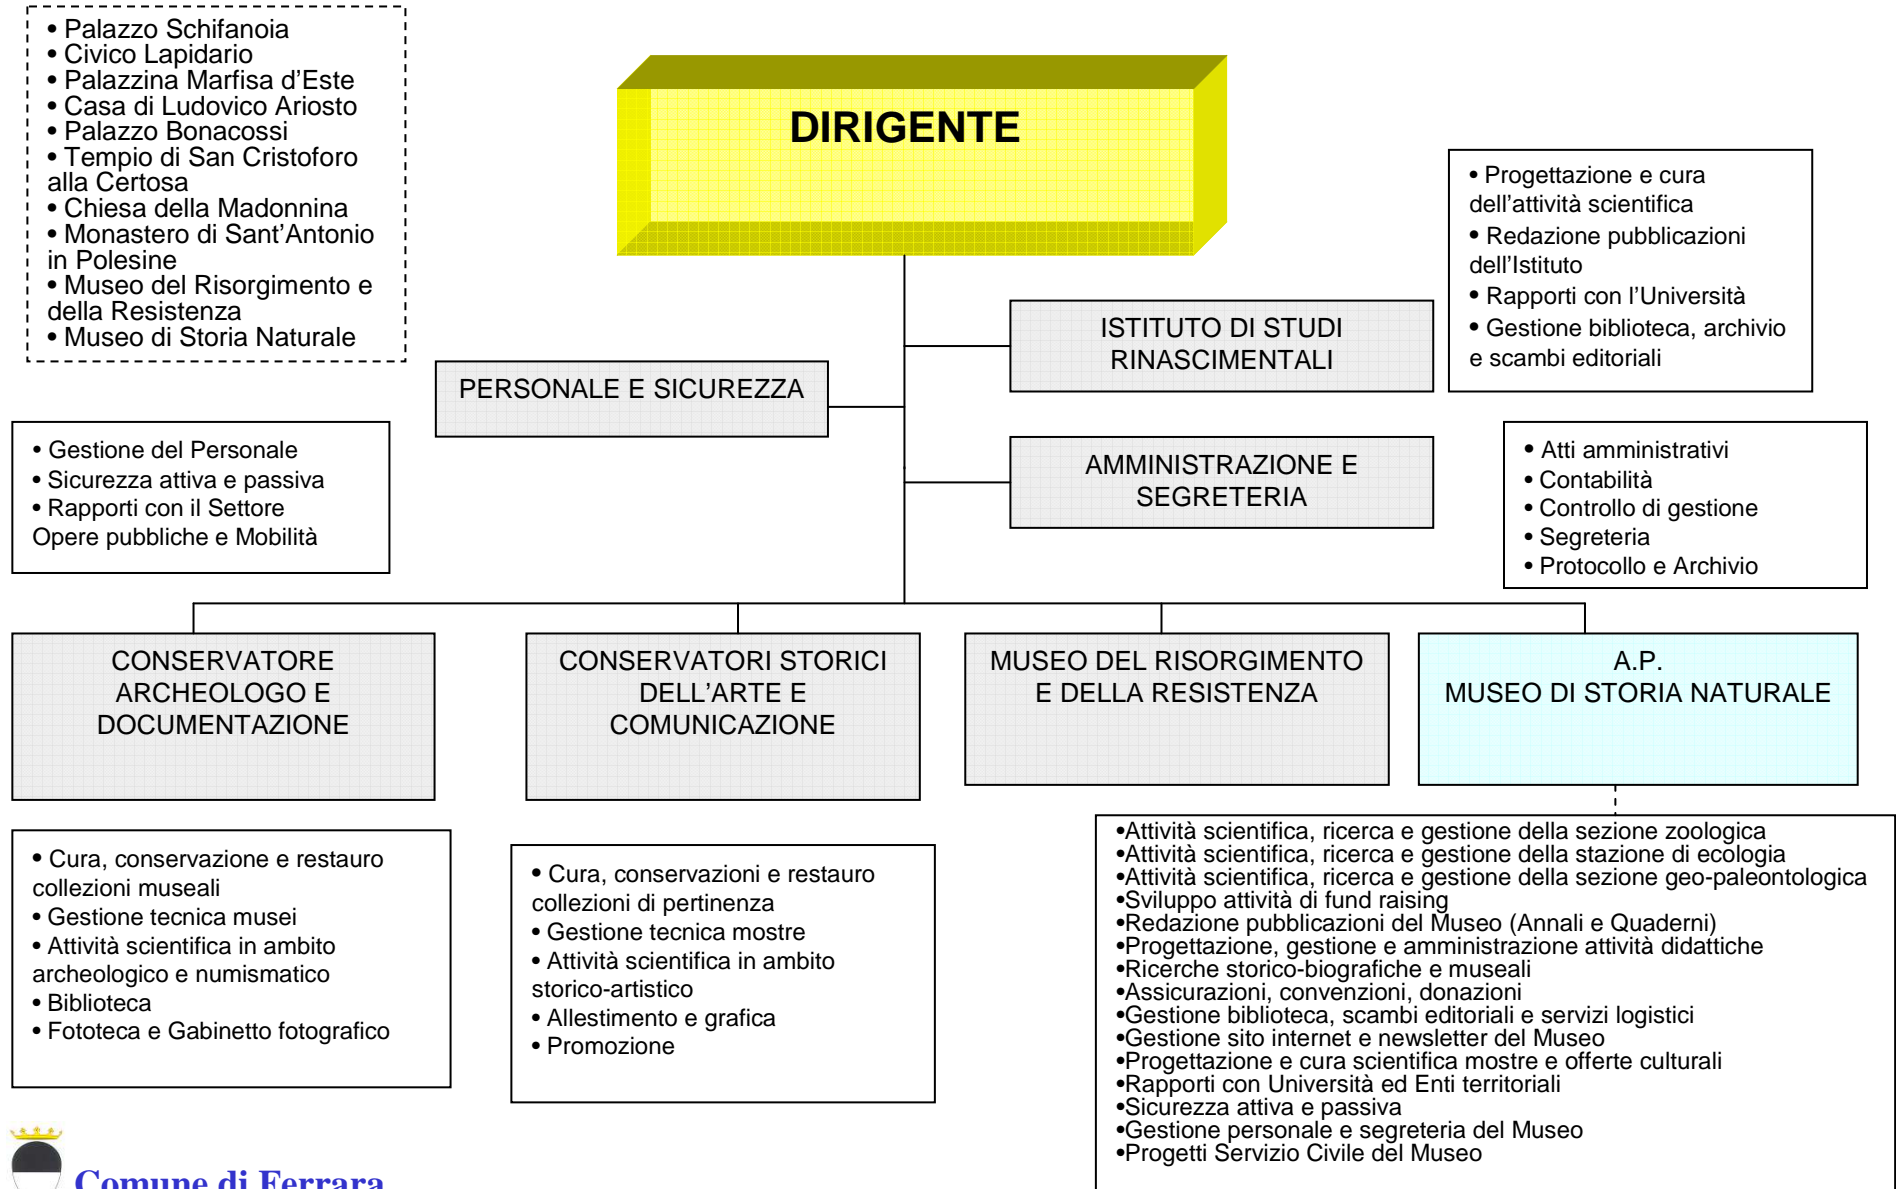 • Palazzo Schifanoia
• Civico Lapidario
• Palazzina Marfisa d’Este
• Casa di Ludovico Ariosto
• Palazzo Bonacossi
• Tempio di San Cristoforo
alla Certosa
• Chiesa della Madonnina
• Monastero di Sant’Antonio
in Polesine
• Museo del Risorgimento e
della Resistenza
• Museo di Storia Naturale
DIRIGENTE
• Progettazione e cura
dell’attività scientifica
• Redazione pubblicazioni
dell’Istituto
• Rapporti con l’Università
• Gestione biblioteca, archivio
e scambi editoriali
ISTITUTO DI STUDI
RINASCIMENTALI
PERSONALE E SICUREZZA
• Gestione del Personale
• Sicurezza attiva e passiva
• Rapporti con il Settore
Opere pubbliche e Mobilità
AMMINISTRAZIONE E
SEGRETERIA
• Atti amministrativi
• Contabilità
• Controllo di gestione
• Segreteria
• Protocollo e Archivio
CONSERVATORE
ARCHEOLOGO E
DOCUMENTAZIONE
CONSERVATORI STORICI
DELL’ARTE E
COMUNICAZIONE
MUSEO DEL RISORGIMENTO
E DELLA RESISTENZA
A.P.
MUSEO DI STORIA NATURALE
• Cura, conservazione e restauro
collezioni museali
• Gestione tecnica musei
• Attività scientifica in ambito
archeologico e numismatico
• Biblioteca
• Fototeca e Gabinetto fotografico
• Cura, conservazioni e restauro
collezioni di pertinenza
• Gestione tecnica mostre
• Attività scientifica in ambito
storico-artistico
• Allestimento e grafica
• Promozione
•Attività scientifica, ricerca e gestione della sezione zoologica
•Attività scientifica, ricerca e gestione della stazione di ecologia
•Attività scientifica, ricerca e gestione della sezione geo-paleontologica
•Sviluppo attività di fund raising
•Redazione pubblicazioni del Museo (Annali e Quaderni)
•Progettazione, gestione e amministrazione attività didattiche
•Ricerche storico-biografiche e museali
•Assicurazioni, convenzioni, donazioni
•Gestione biblioteca, scambi editoriali e servizi logistici
•Gestione sito internet e newsletter del Museo
•Progettazione e cura scientifica mostre e offerte culturali
•Rapporti con Università ed Enti territoriali
•Sicurezza attiva e passiva
•Gestione personale e segreteria del Museo
•Progetti Servizio Civile del Museo
Comune di Ferrara